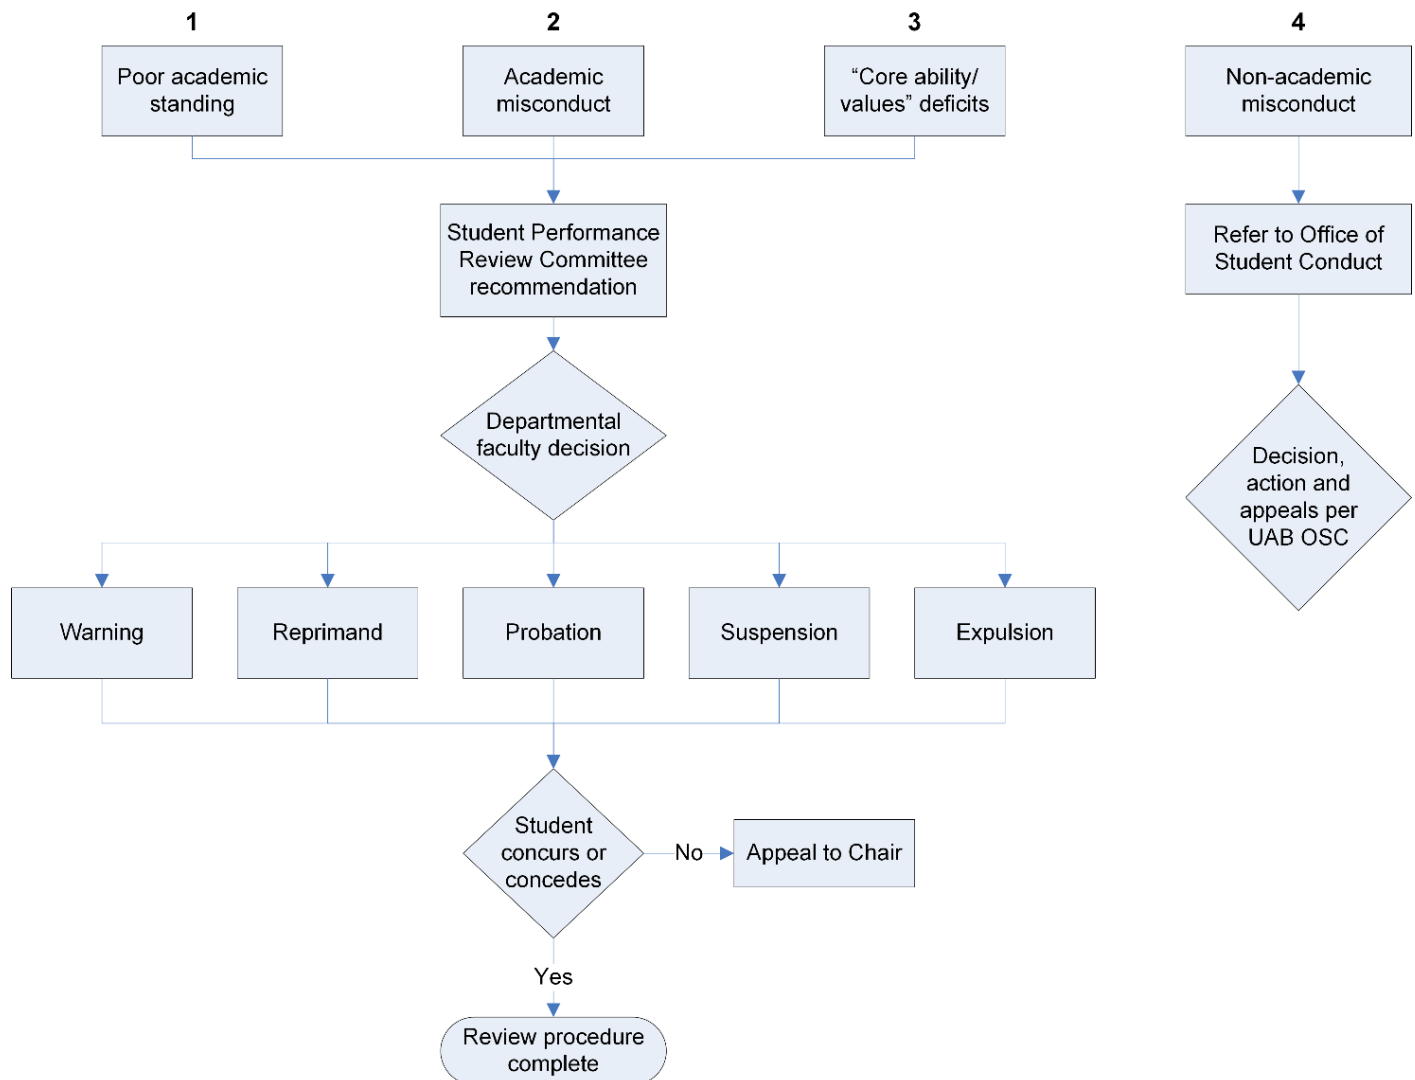 1
2
3
4
Poor academic
standing
Academic
misconduct
“Core ability/
values” deficits
Non-academic
misconduct
Student Performance
Review Committee
recommendation
Refer to Office of
Student Conduct
Departmental
faculty decision
Decision,
action and
appeals per
UAB OSC
Warning
Reprimand
Probation
Suspension
Expulsion
Student
concurs or
concedes
No
Appeal to Chair
Yes
Review procedure
complete